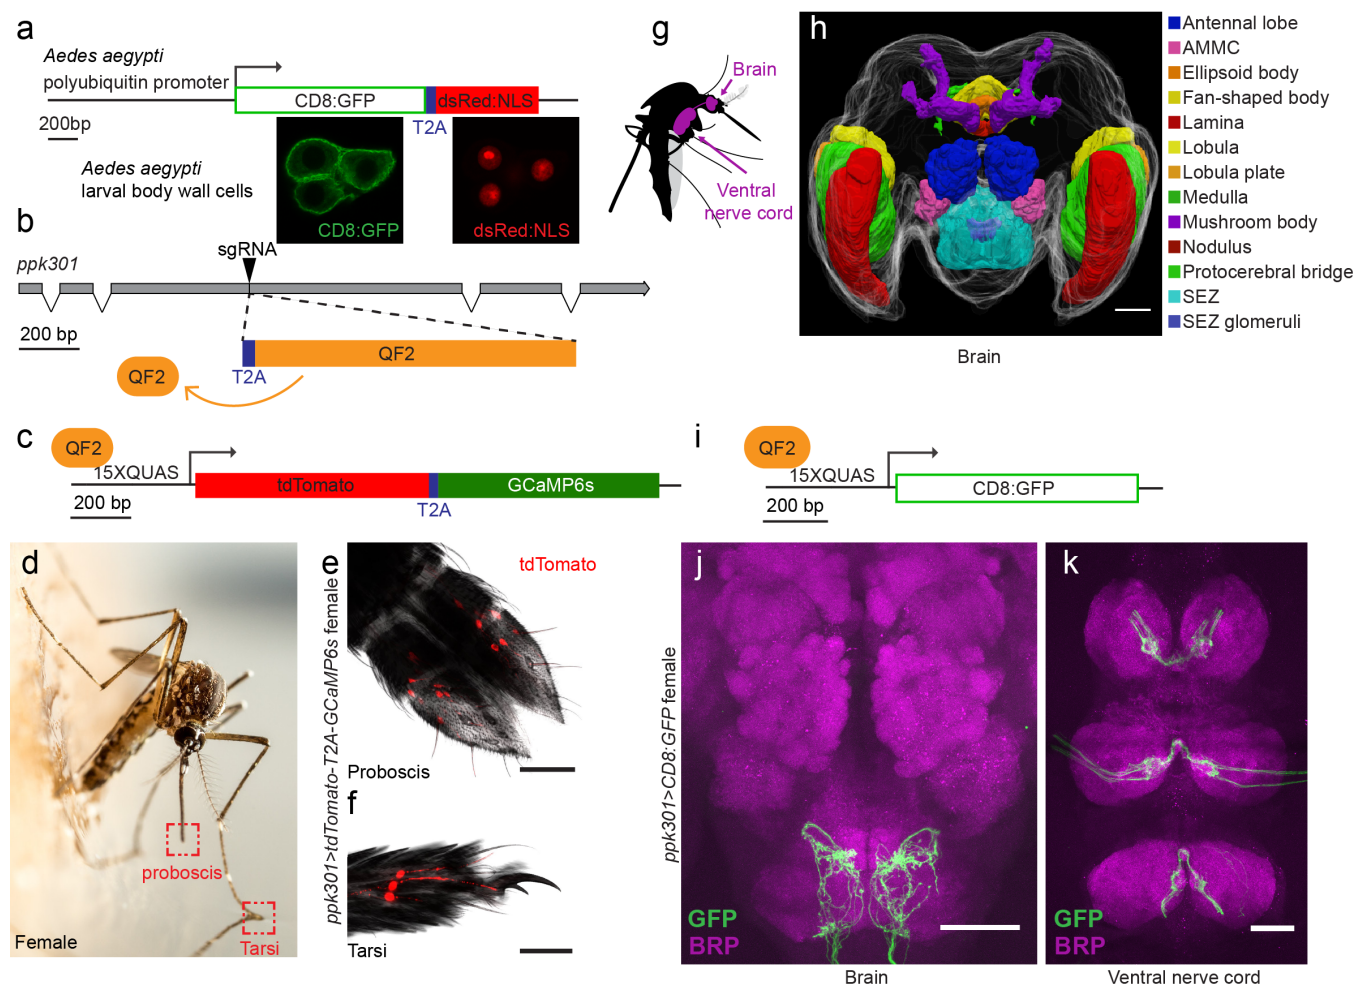 a
Aedes aegypti
polyubiquitin promoter
CD8:GFP
dsRed:NLS
T2A
200bp
Aedes aegypti
larval body wall cells
CD8:GFP
dsRed:NLS
b
sgRNA
ppk301
200 bp
QF2
T2A
QF2
c
QF2
15XQUAS
tdTomato
GCaMP6s
T2A
200 bp
d
proboscis
Tarsi
Female
ppk301>tdTomato-T2A-GCaMP6s female
e
tdTomato
Proboscis
f
Tarsi
g
Brain
Ventral
nerve cord
h
Brain
Antennal lobe
AMMC
Ellipsoid body
Fan-shaped body
Lamina
Lobula
Lobula plate
Medulla
Mushroom body
Nodulus
Protocerebral bridge
SEZ
SEZ glomeruli
i
QF2
15XQUAS
CD8:GFP
200 bp
ppk301>CD8:GFP female
j
GFP
BRP
Brain
k
GFP
BRP
Ventral nerve cord